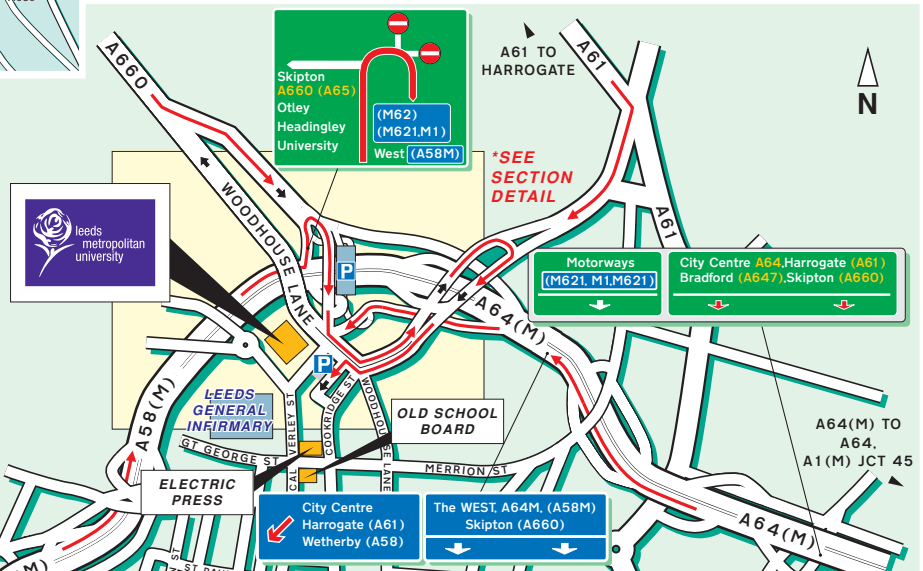 A660
Skipton
A660 (A65)
Otley
Headingley
University
(M62)
(M621,M1)
West (A58M)
A61 TO
HARROGATE
A61
N
*SEE
SECTION
DETAIL
A61
leeds
metropolitan
university
WOODHOUSE LANE
P
Motorways
(M621, M1,M621)
City Centre A64,Harrogate (A61)
Bradford (A647),Skipton (A660)
A64(M)
P
A58(M)
LEEDS
GENERAL
INFIRMARY
CALVERLEY ST
COOKRIDGE ST
WOODHOUSE LANE
OLD SCHOOL
BOARD
GT GEORGE ST
MERRION ST
A64(M) TO
A64,
A1(M) JCT 45
ELECTRIC
PRESS
City Centre
Harrogate (A61)
Wetherby (A58)
The WEST, A64M, (A58M)
Skipton (A660)
A64(M)
ST